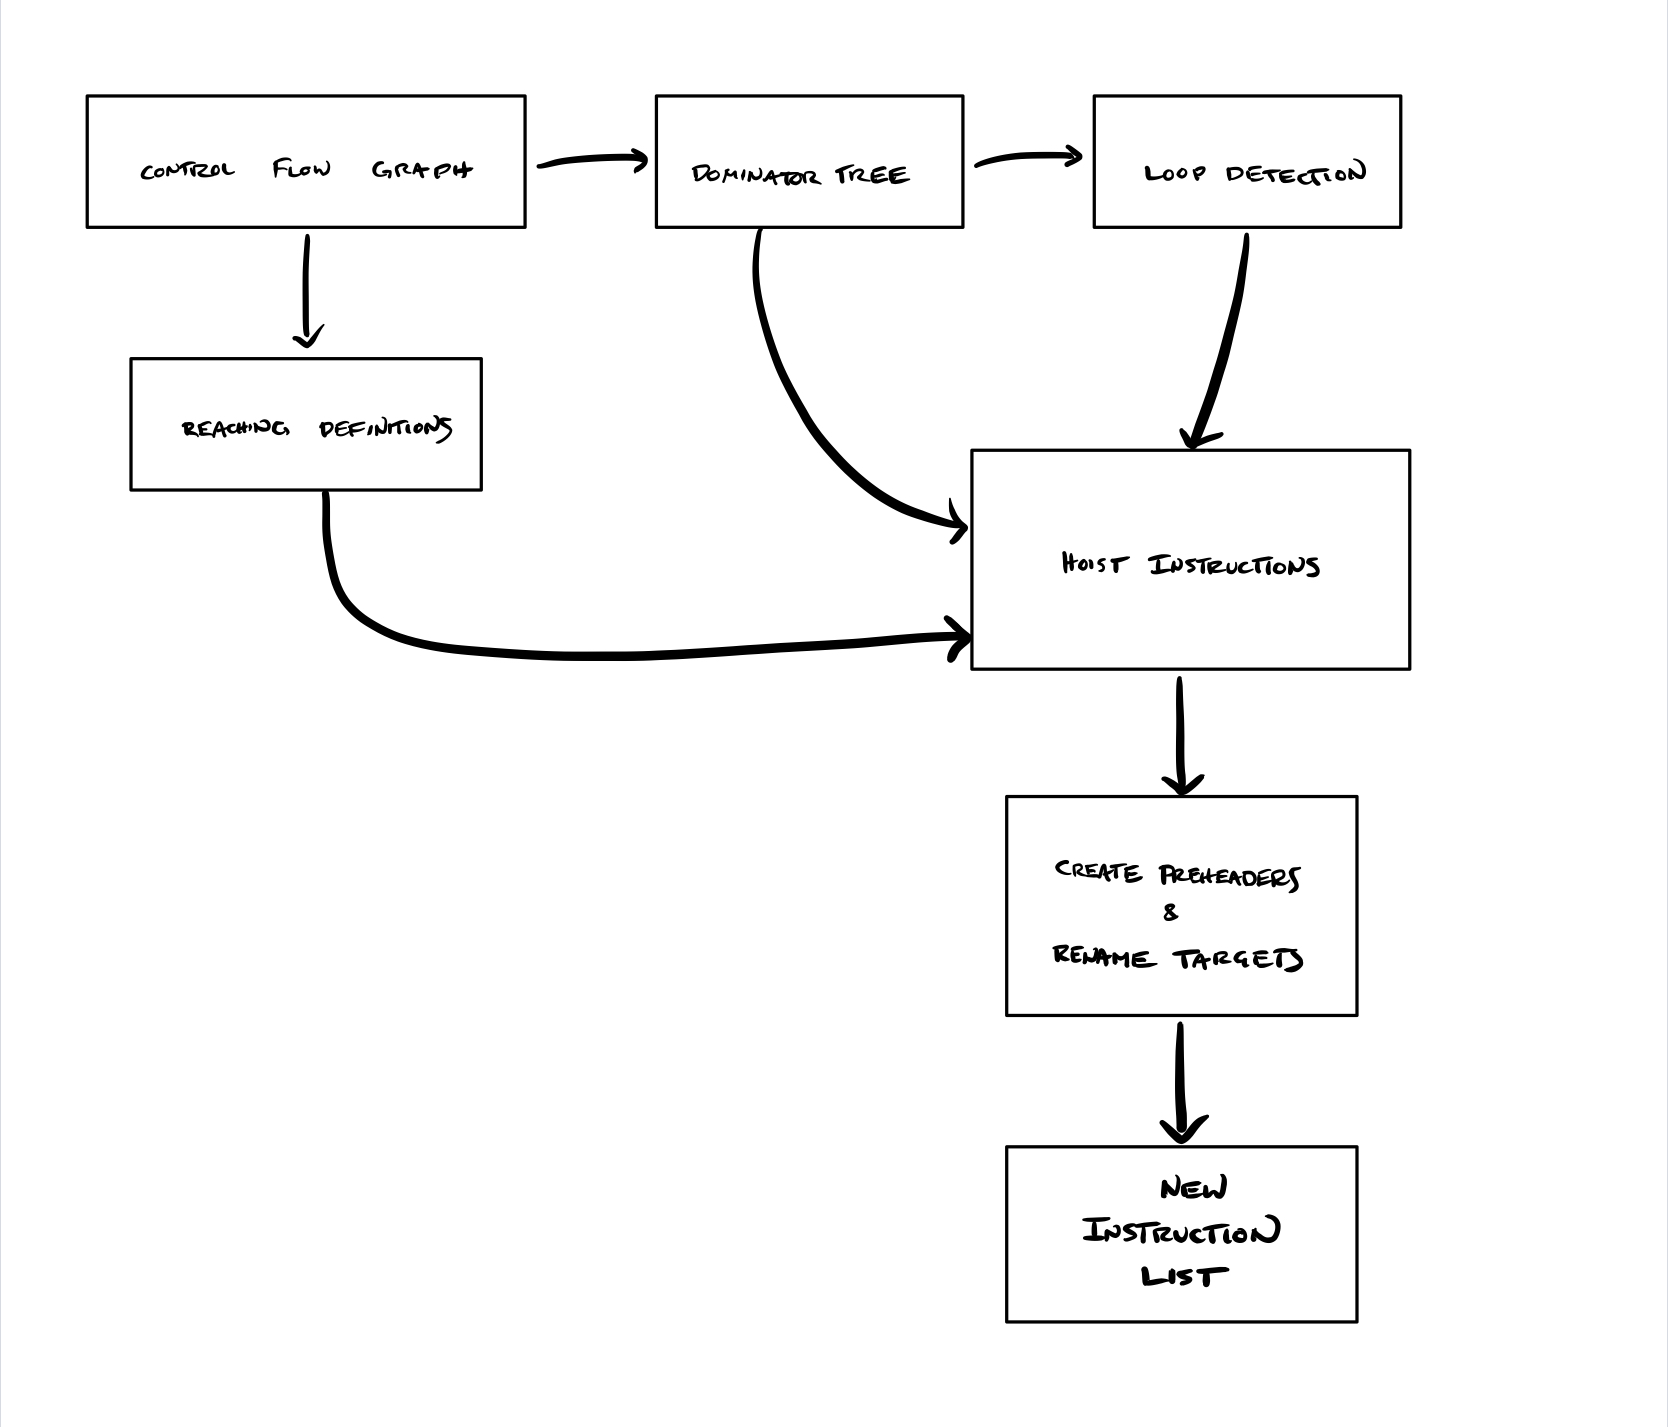 CONTROL FLOW GRAPH
DOMINATOR TREE
LOOP DETECTION
REACHING DEFINITIONS
HOIST INSTRUCTIONS
CREATE PREHEADERS
&
RENAME TARGETS
NEW
INSTRUCTION
LIST